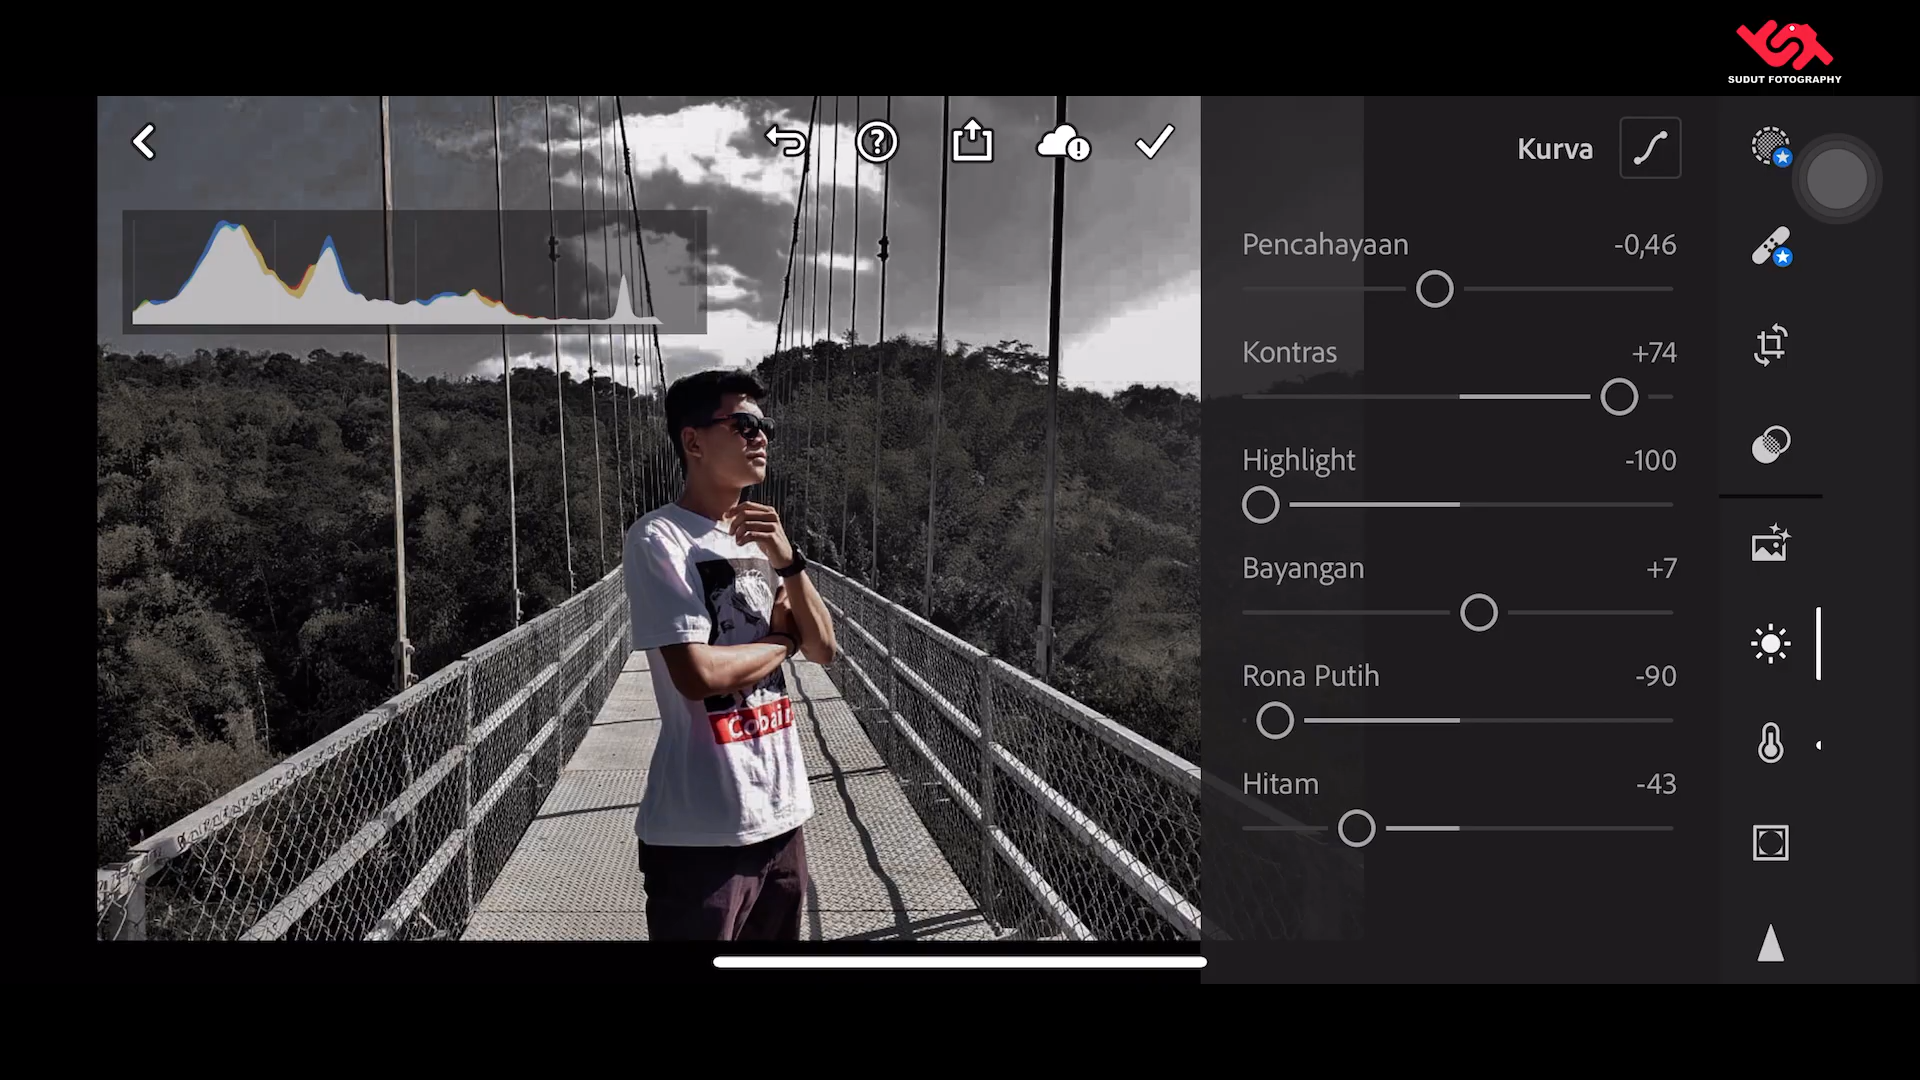 SUDUT FOTOGRAPHY
Kurva
Pencahayaan -0,46
Kontras +74
Highlight -100
Bayangan +7
Rona Putih -90
Hitam -43
Cobain